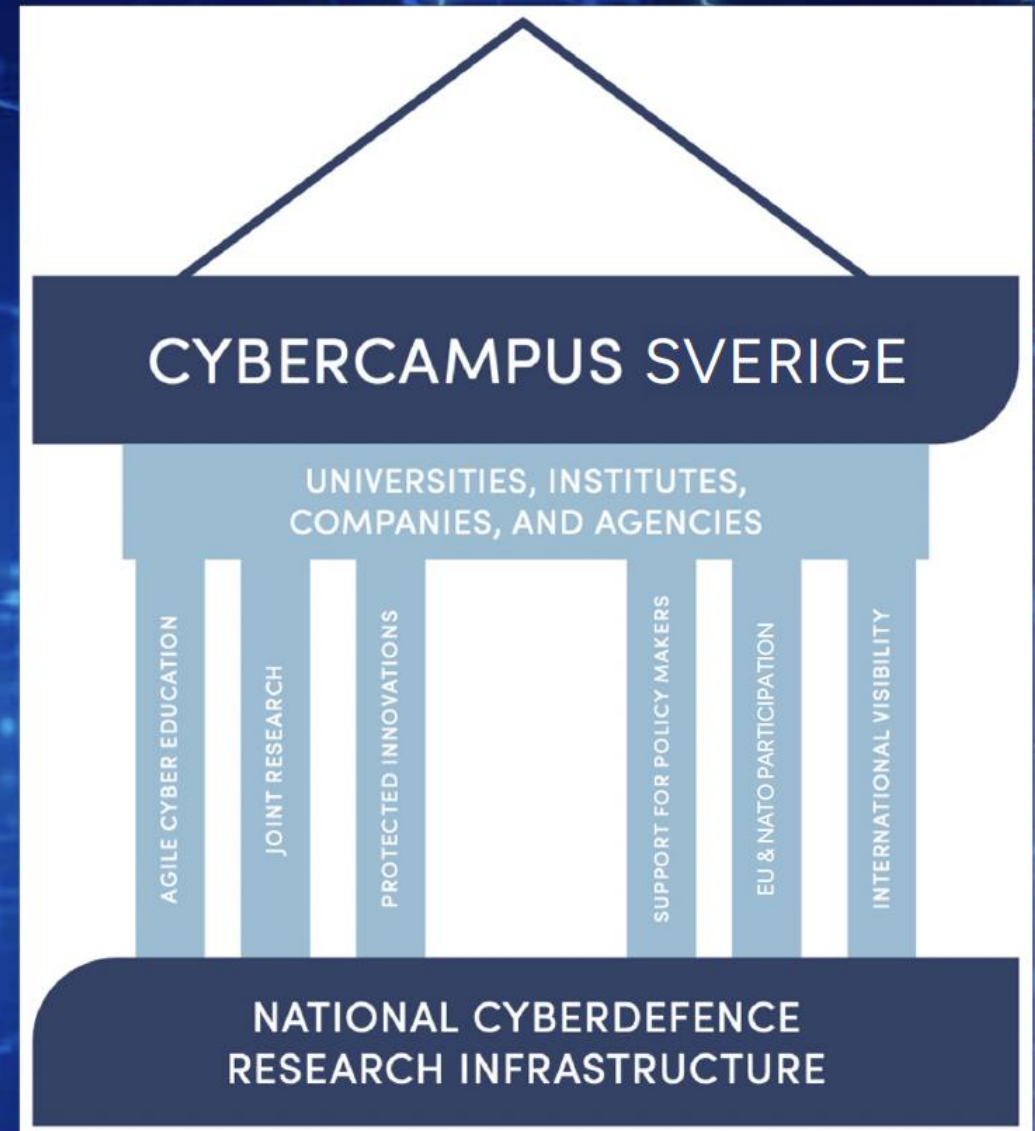 CYBERCAMPUS SVERIGE
UNIVERSITIES, INSTITUTES,
COMPANIES, AND AGENCIES
AGILE CYBER EDUCATION
JOINT RESEARCH
PROTECTED INNOVATIONS
SUPPORT FOR POLICY MAKERS
EU & NATO PARTICIPATION
INTERNATIONAL VISIBILITY
NATIONAL CYBERDEFENCE
RESEARCH INFRASTRUCTURE